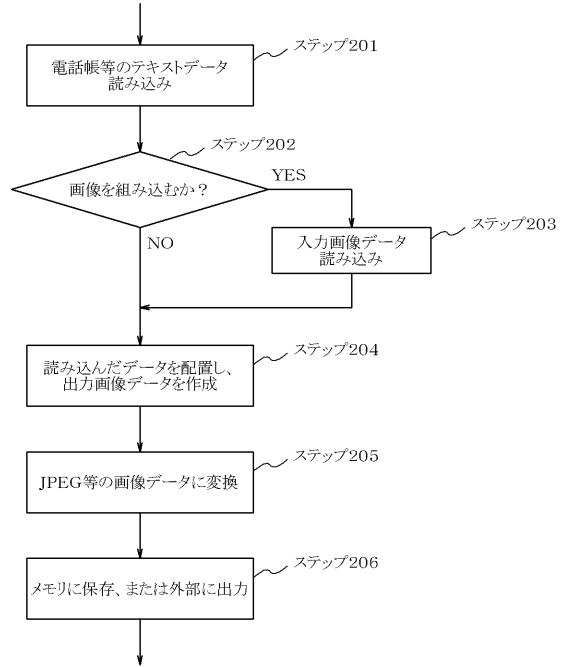 ステップ201
電話帳等のテキストデータ
読み込み
ステップ202
画像を組み込むか？
YES
NO
ステップ203
入力画像データ
読み込み
ステップ204
読み込んだデータを配置し、
出力画像データを作成
ステップ205
JPEG等の画像データに変換
ステップ206
メモリに保存、または外部に出力